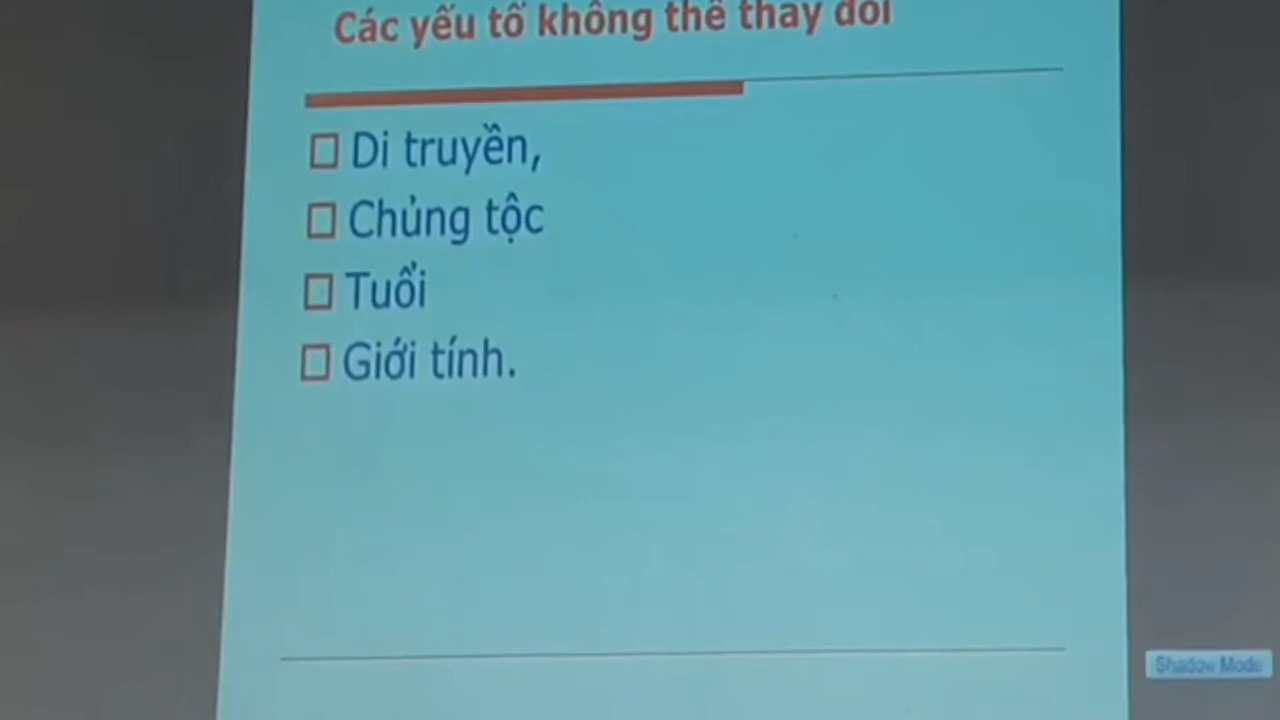 Các yếu tố không thể thay đổi
Di truyền,
Chủng tộc
Tuổi
Giới tính.
Shadow Mode